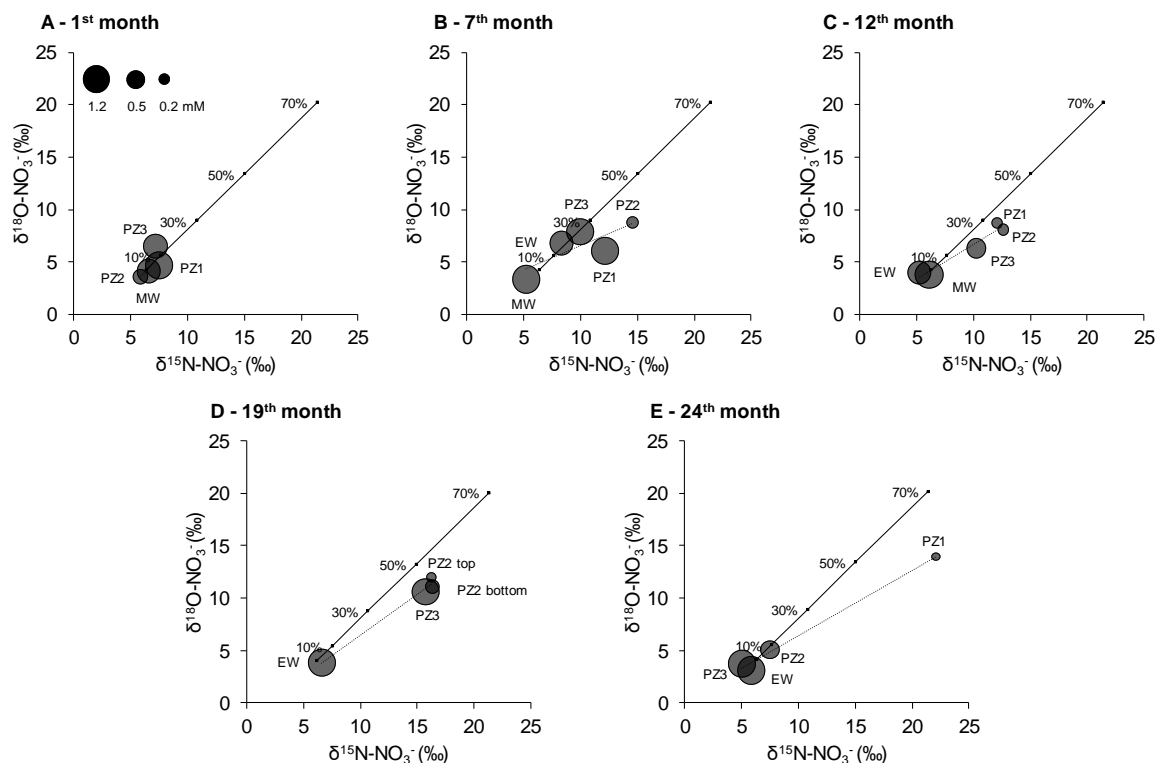 A - 1st month
25
20
15
10
5
0
0 5 10 15 20 25
δ18O-NO3- (‰)
δ15N-NO3- (‰)
1.2 0.5 0.2 mM
70%
50%
30%
10%
PZ3
PZ1
PZ2
MW
B - 7th month
25
20
15
10
5
0
0 5 10 15 20 25
δ18O-NO3- (‰)
δ15N-NO3- (‰)
70%
50%
30%
10%
PZ3
PZ2
EW
PZ1
MW
C - 12th month
25
20
15
10
5
0
0 5 10 15 20 25
δ18O-NO3- (‰)
δ15N-NO3- (‰)
70%
50%
30%
10%
PZ1
PZ2
PZ3
EW
MW
D - 19th month
25
20
15
10
5
0
0 5 10 15 20 25
δ18O-NO3- (‰)
δ15N-NO3- (‰)
70%
50%
30%
10%
PZ2 top
PZ2 bottom
PZ3
EW
E - 24th month
25
20
15
10
5
0
0 5 10 15 20 25
δ18O-NO3- (‰)
δ15N-NO3- (‰)
70%
50%
30%
10%
PZ1
PZ2
PZ3
EW